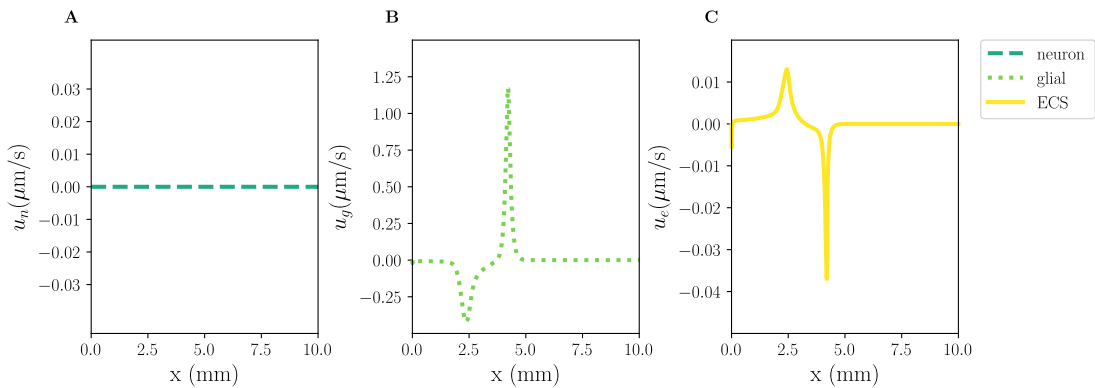 A
B
C
u_n(μm/s)
0.03
0.02
0.01
0.00
−0.01
−0.02
−0.03
0.0 2.5 5.0 7.5 10.0
x (mm)
u_g(μm/s)
1.25
1.00
0.75
0.50
0.25
0.00
−0.25
0.0 2.5 5.0 7.5 10.0
x (mm)
u_e(μm/s)
0.01
0.00
−0.01
−0.02
−0.03
−0.04
0.0 2.5 5.0 7.5 10.0
x (mm)
neuron
glial
ECS